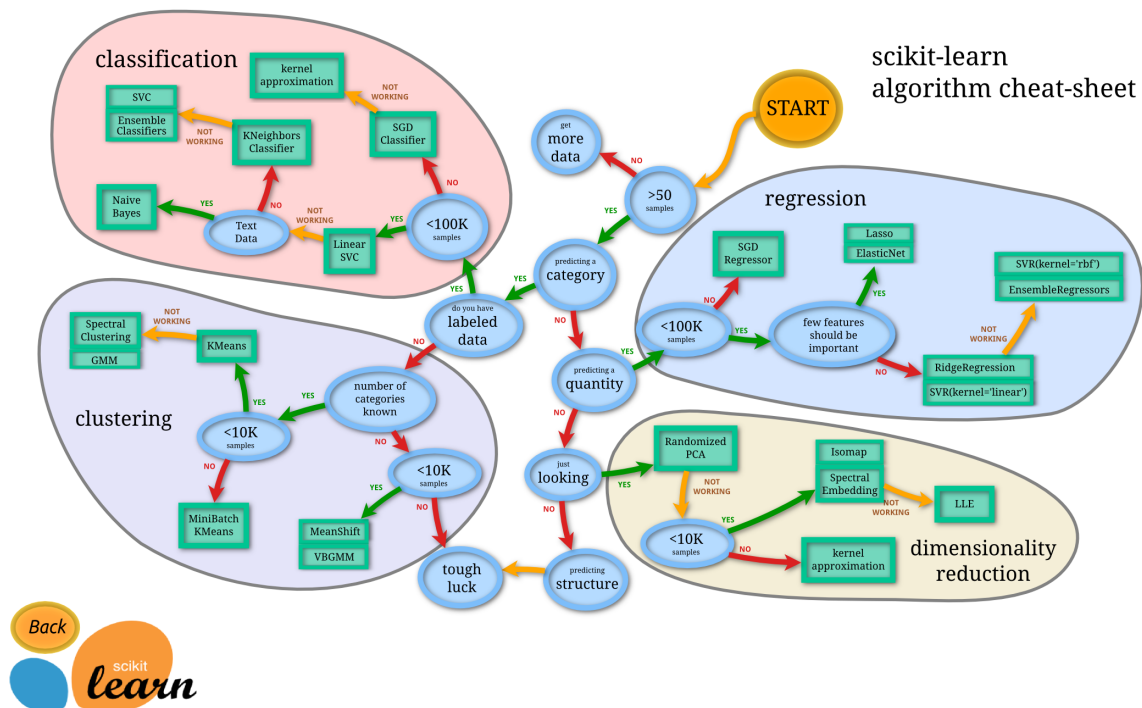 scikit-learn
algorithm cheat-sheet
START
>50
samples
NO
get
more
data
YES
predicting a
category
YES
do you have
labeled
data
YES
classification
<100K
samples
NO
SGD
Classifier
NOT
WORKING
kernel
approximation
YES
Linear
SVC
NOT
WORKING
Text
Data
YES
Naive
Bayes
NO
KNeighbors
Classifier
NOT
WORKING
SVC
Ensemble
Classifiers
NO
clustering
number of
categories
known
YES
<10K
samples
YES
KMeans
NOT
WORKING
Spectral
Clustering
GMM
NO
MiniBatch
KMeans
NO
<10K
samples
YES
MeanShift
VBGMM
NO
tough
luck
NO
predicting a
quantity
YES
regression
<100K
samples
NO
SGD
Regressor
YES
few features
should be
important
YES
Lasso
ElasticNet
NO
RidgeRegression
SVR(kernel='linear')
NOT
WORKING
SVR(kernel='rbf')
EnsembleRegressors
NO
just
looking
YES
dimensionality
reduction
Randomized
PCA
NOT
WORKING
<10K
samples
YES
Isomap
Spectral
Embedding
NOT
WORKING
LLE
NO
kernel
approximation
NO
predicting
structure
Back
scikit
learn